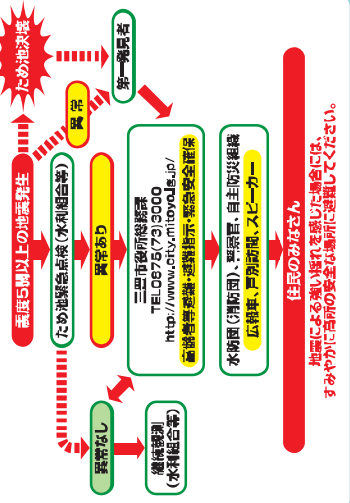 ため池決壊
震度5弱以上の地震発生
異常
第一発見者
ため池緊急点検(水利組合等)
異常あり
異常なし
継続観測
(水利組合等)
三豊市役所総務課
TEL0875(73)3000
http://www.city.mitoyo.lg.jp/
高齢者等避難・避難指示・緊急安全確保
水防団(消防団)、警察官、自主防災組織
広報車、戸別訪問、スピーカー
住民のみなさん
地震による強い揺れを感じた場合には、
すみやかに高所の安全な場所に避難してください。